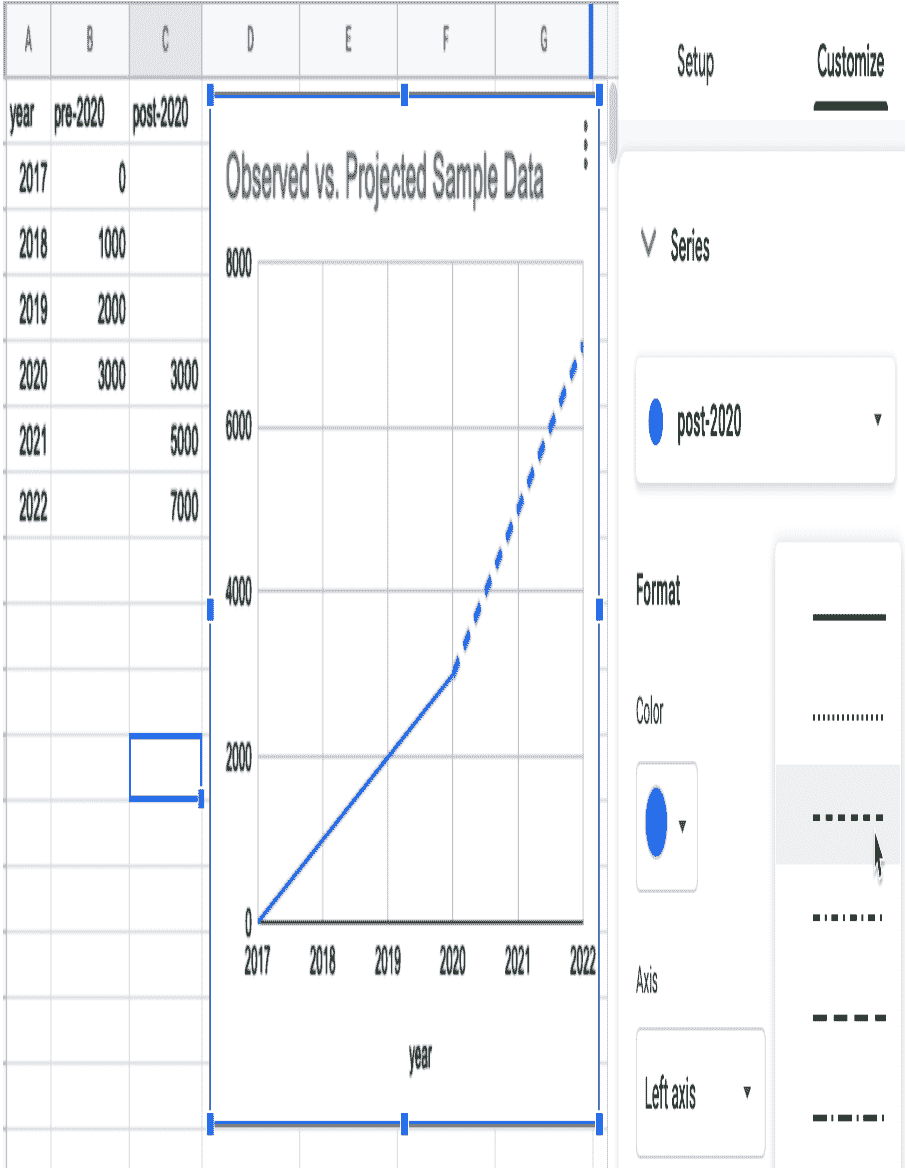 A B C D E F G
year pre-2020 post-2020
2017 0
2018 1000
2019 2000
2020 3000 3000
2021 5000
2022 7000
Observed vs. Projected Sample Data
8000
6000
4000
2000
0
2017 2018 2019 2020 2021 2022
year
Setup Customize
Series
post-2020
Format
Color
Axis
Left axis